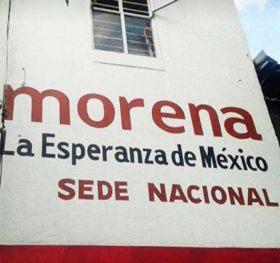 morena
La Esperanza de México
SEDE NACIONAL